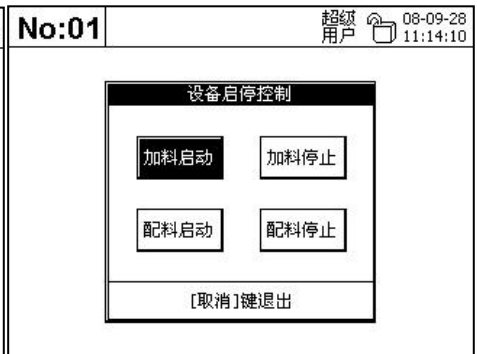 No:01 超级用户 08-09-28 11:14:10
设备启停控制
加料启动 加料停止
配料启动 配料停止
[取消]键退出